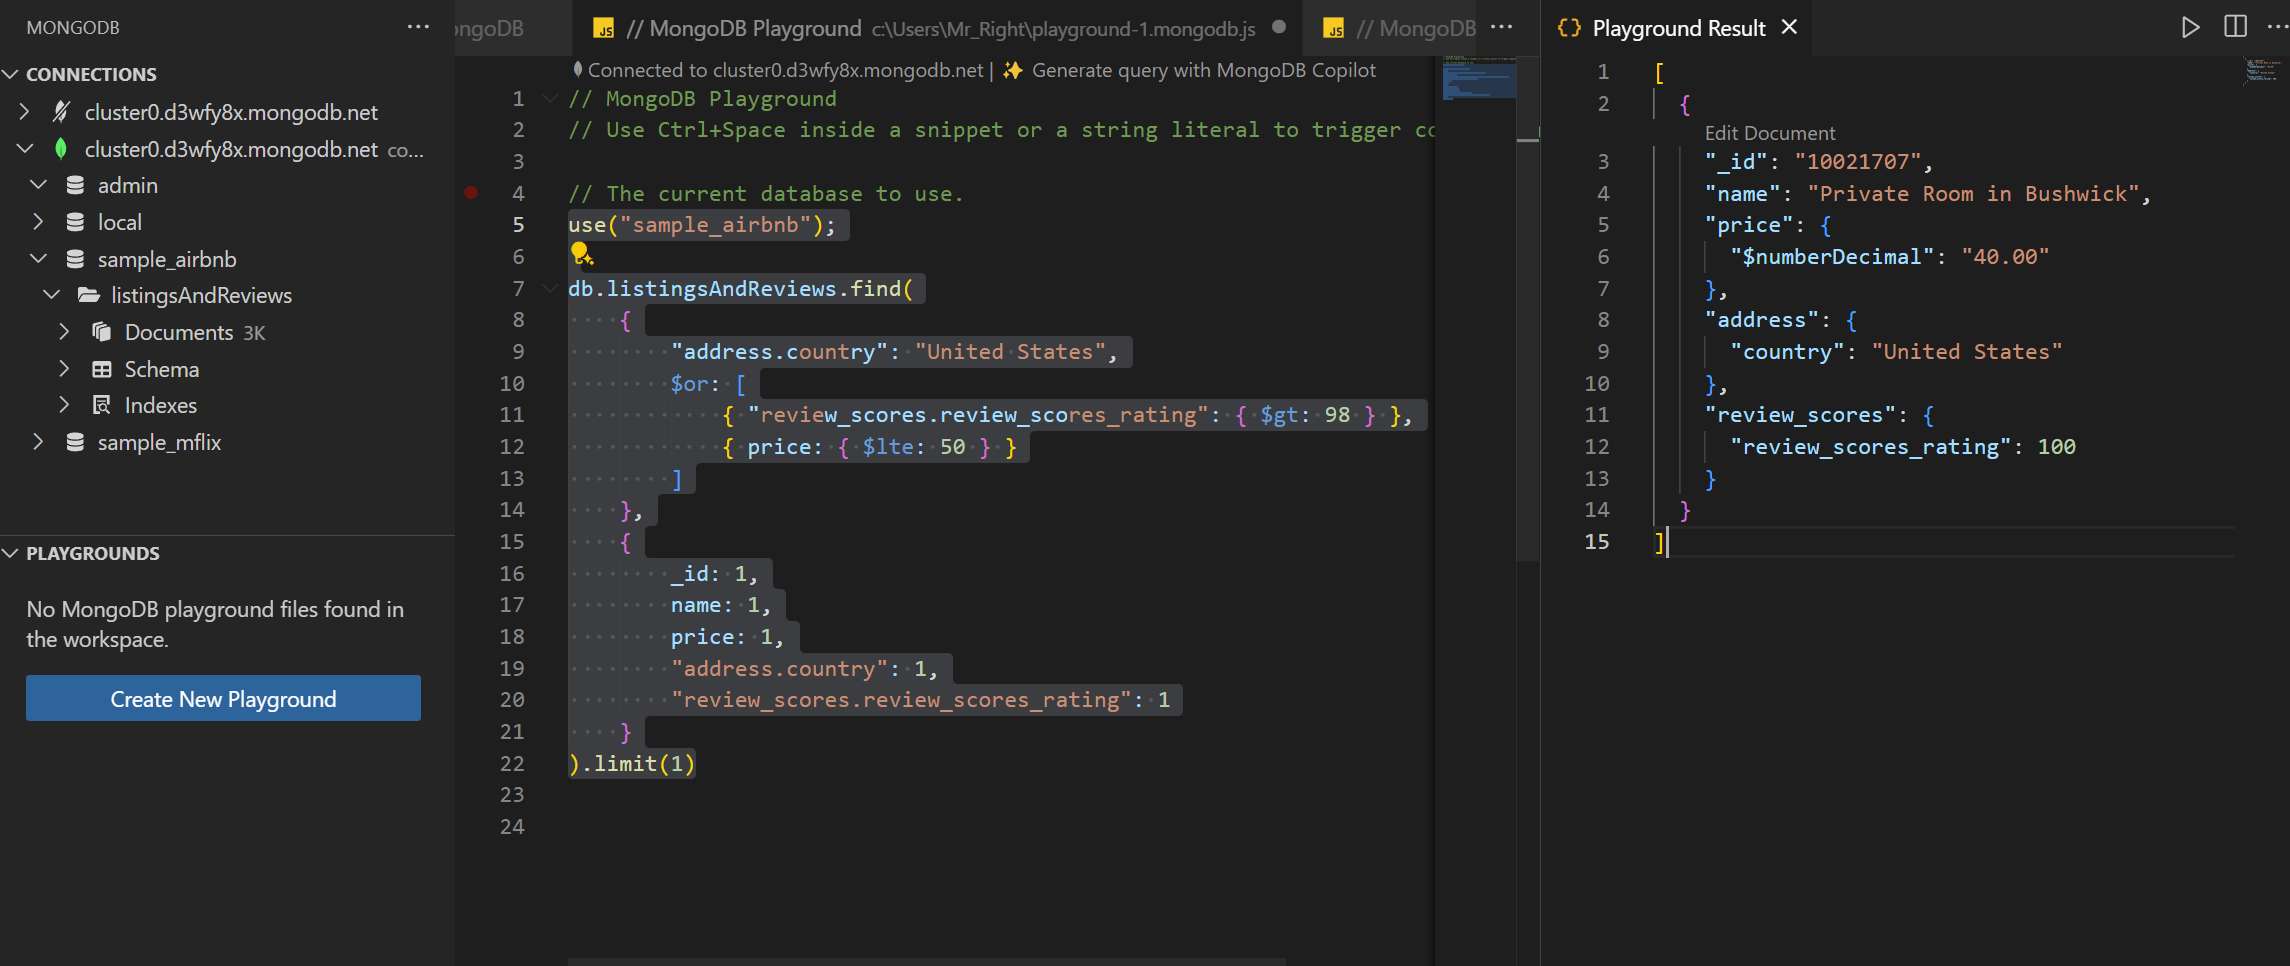 MONGODB
CONNECTIONS
cluster0.d3wfy8x.mongodb.net
cluster0.d3wfy8x.mongodb.net co...
admin
local
sample_airbnb
listingsAndReviews
Documents 3K
Schema
Indexes
sample_mflix
PLAYGROUNDS
No MongoDB playground files found in
the workspace.
Create New Playground
ongoDB
JS // MongoDB Playground c:\Users\Mr_Right\playground-1.mongodb.js
JS // MongoDB
Connected to cluster0.d3wfy8x.mongodb.net | ✨ Generate query with MongoDB Copilot
1 // MongoDB Playground
2 // Use Ctrl+Space inside a snippet or a string literal to trigger co
3
4 // The current database to use.
5 use("sample_airbnb");
6
7 db.listingsAndReviews.find(
8 {
9 "address.country": "United States",
10 $or: [
11 { "review_scores.review_scores_rating": { $gt: 98 } },
12 { price: { $lte: 50 } }
13 ]
14 },
15 {
16 _id: 1,
17 name: 1,
18 price: 1,
19 "address.country": 1,
20 "review_scores.review_scores_rating": 1
21 }
22 ).limit(1)
23
24
{} Playground Result
1 [
2 {
Edit Document
3 "_id": "10021707",
4 "name": "Private Room in Bushwick",
5 "price": {
6 "$numberDecimal": "40.00"
7 },
8 "address": {
9 "country": "United States"
10 },
11 "review_scores": {
12 "review_scores_rating": 100
13 }
14 }
15 ]